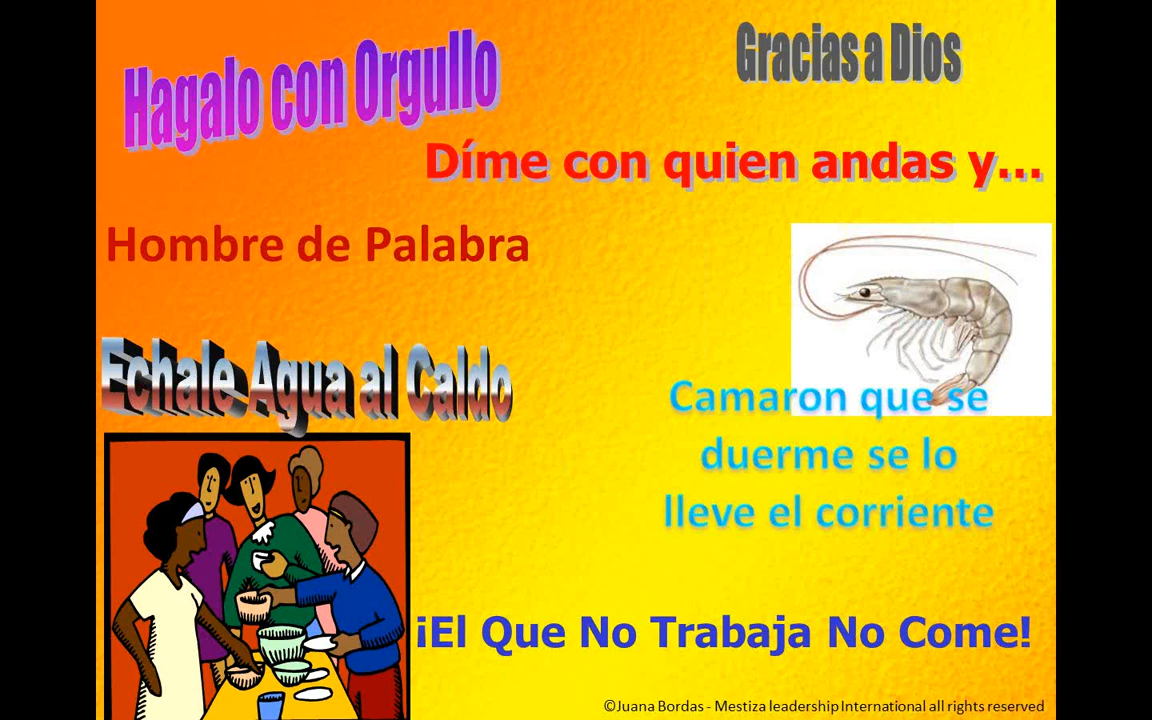 Hagalo con Orgullo
Gracias a Dios
Díme con quien andas y...
Hombre de Palabra
Echale Agua al Caldo
Camaron que se
duerme se lo
lleve el corriente
¡El Que No Trabaja No Come!
©Juana Bordas - Mestiza leadership International all rights reserved